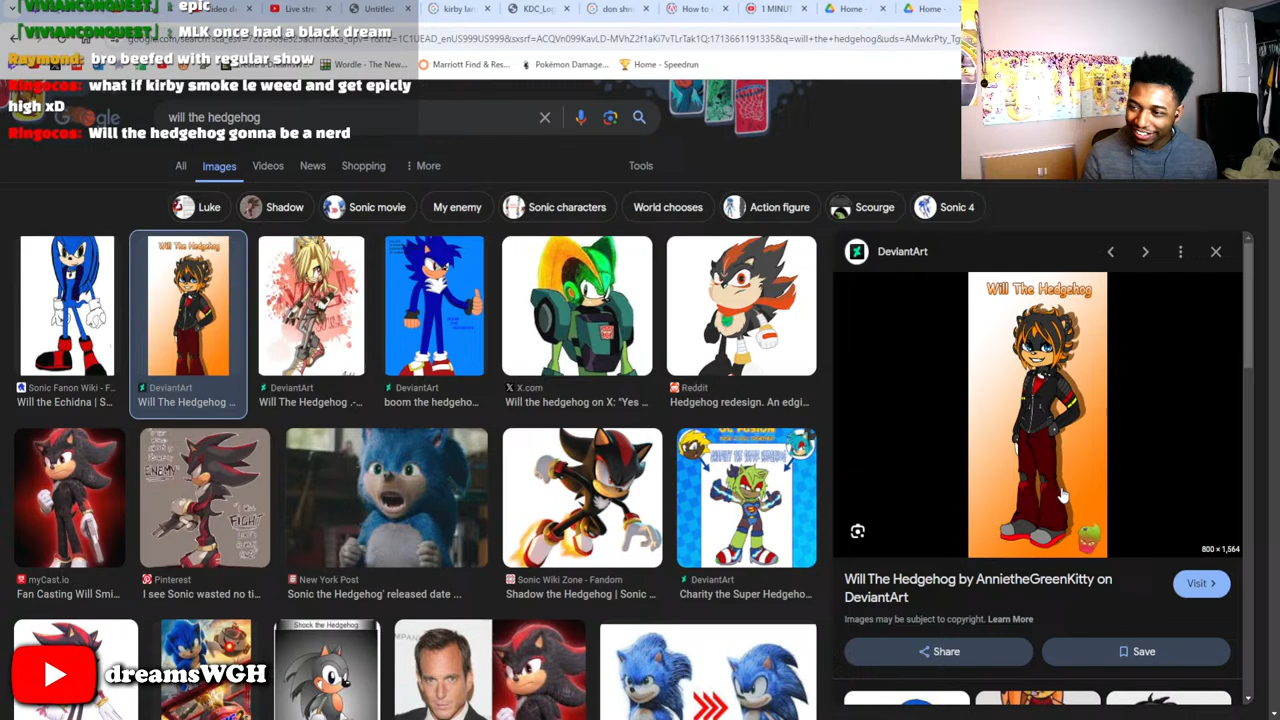 「VIVIANCONQUEST」: epic
「VIVIANCONQUEST」: MLK once had a black dream
Raymond: bro beefed with regular show
Ringocos: what if kirby smoke le weed and get epicly
high xD
Ringocos: Will the hedgehog gonna be a nerd
Live stre
Untitled
kirby lan
KDC_Log
don shre
How to c
1 MINUT
Home -
Home -
Wordle - The New...
Marriott Find & Res...
Pokémon Damage...
Home - Speedrun
will the hedgehog
All
Images
Videos
News
Shopping
More
Tools
Luke
Shadow
Sonic movie
My enemy
Sonic characters
World chooses
Action figure
Scourge
Sonic 4
Will The Hedgehog
Sonic Fanon Wiki - F...
Will the Echidna | S...
DeviantArt
Will The Hedgehog ...
DeviantArt
Will The Hedgehog .-...
DeviantArt
boom the hedgeho...
X.com
Will the hedgehog on X: "Yes ...
Reddit
Hedgehog redesign. An edgi...
ENEMY
FIGHT
OC FUSION
myCast.io
Fan Casting Will Smi...
Pinterest
I see Sonic wasted no ti...
New York Post
Sonic the Hedgehog' released date ...
Sonic Wiki Zone - Fandom
Shadow the Hedgehog | Sonic ...
DeviantArt
Charity the Super Hedgeho...
Shock the Hedgehog
dreamsWGH
DeviantArt
Will The Hedgehog
800 × 1,564
Will The Hedgehog by AnnietheGreenKitty on
DeviantArt
Visit
Images may be subject to copyright. Learn More
Share
Save